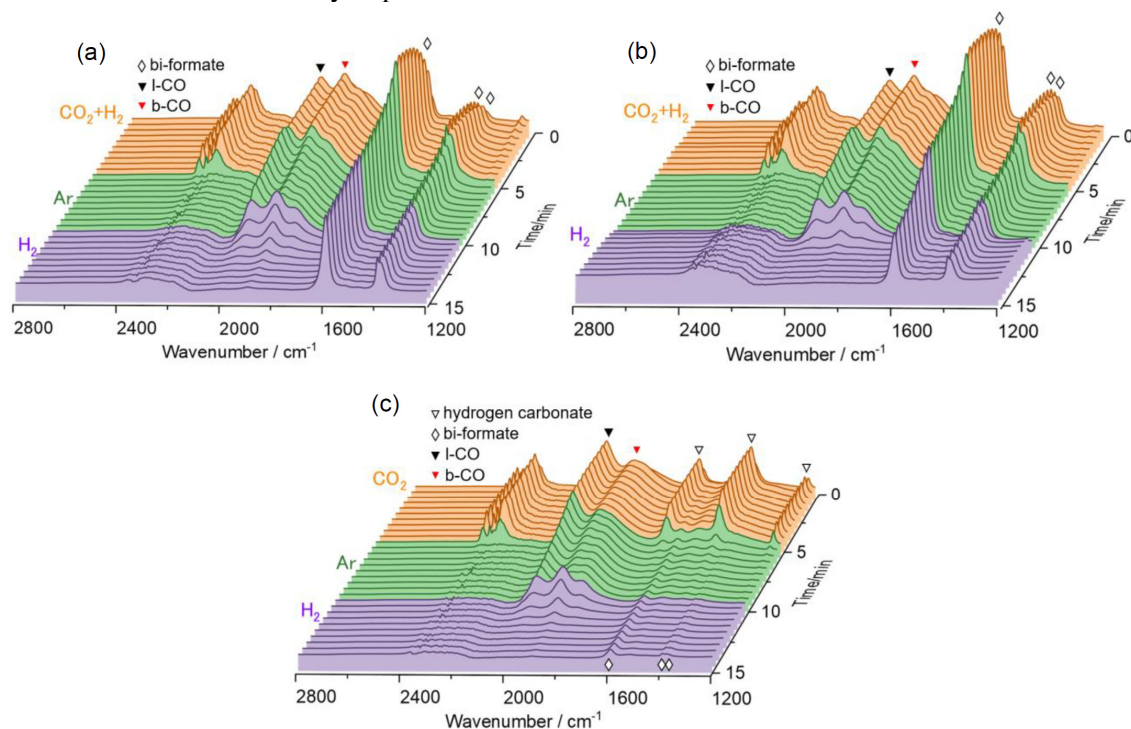 (a)
◊ bi-formate
▼ l-CO
▼ b-CO
CO2+H2
Ar
H2
0
5
10
15
Time/min
2800 2400 2000 1600 1200
Wavenumber / cm-1
(b)
◊ bi-formate
▼ l-CO
▼ b-CO
CO2+H2
Ar
H2
0
5
10
15
Time/min
2800 2400 2000 1600 1200
Wavenumber / cm-1
(c)
▽ hydrogen carbonate
◊ bi-formate
▼ l-CO
▼ b-CO
CO2
Ar
H2
0
5
10
15
Time/min
2800 2400 2000 1600 1200
Wavenumber / cm-1